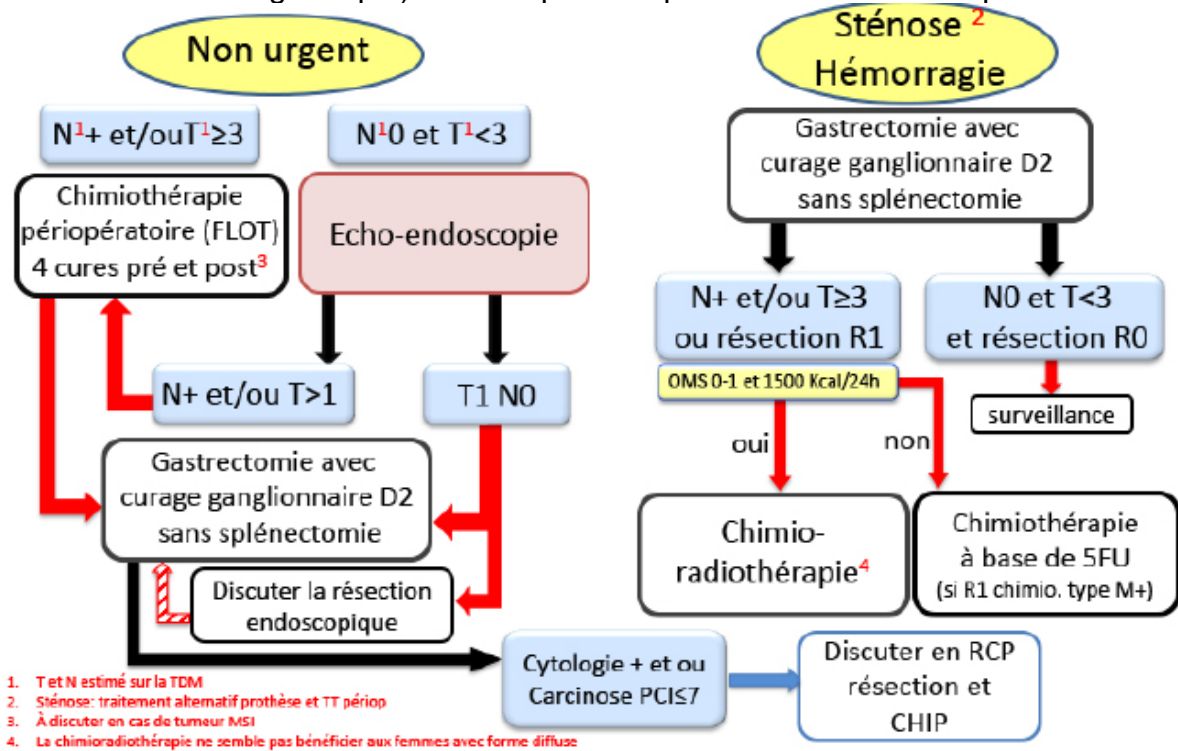 Non urgent
N¹+ et/ouT¹≥3
N¹0 et T¹<3
Chimiothérapie
périopératoire (FLOT)
4 cures pré et post³
Echo-endoscopie
N+ et/ou T>1
T1 N0
Gastrectomie avec
curage ganglionnaire D2
sans splénectomie
Discuter la résection
endoscopique
Sténose ²
Hémorragie
Gastrectomie avec
curage ganglionnaire D2
sans splénectomie
N+ et/ou T≥3
ou résection R1
N0 et T<3
et résection R0
OMS 0-1 et 1500 Kcal/24h
surveillance
oui
non
Chimio-
radiothérapie⁴
Chimiothérapie
à base de 5FU
(si R1 chimio. type M+)
Cytologie + et ou
Carcinose PCI≤7
Discuter en RCP
résection et
CHIP
1. T et N estimé sur la TDM
2. Sténose: traitement alternatif prothèse et TT périop
3. À discuter en cas de tumeur MSI
4. La chimioradiothérapie ne semble pas bénéficier aux femmes avec forme diffuse